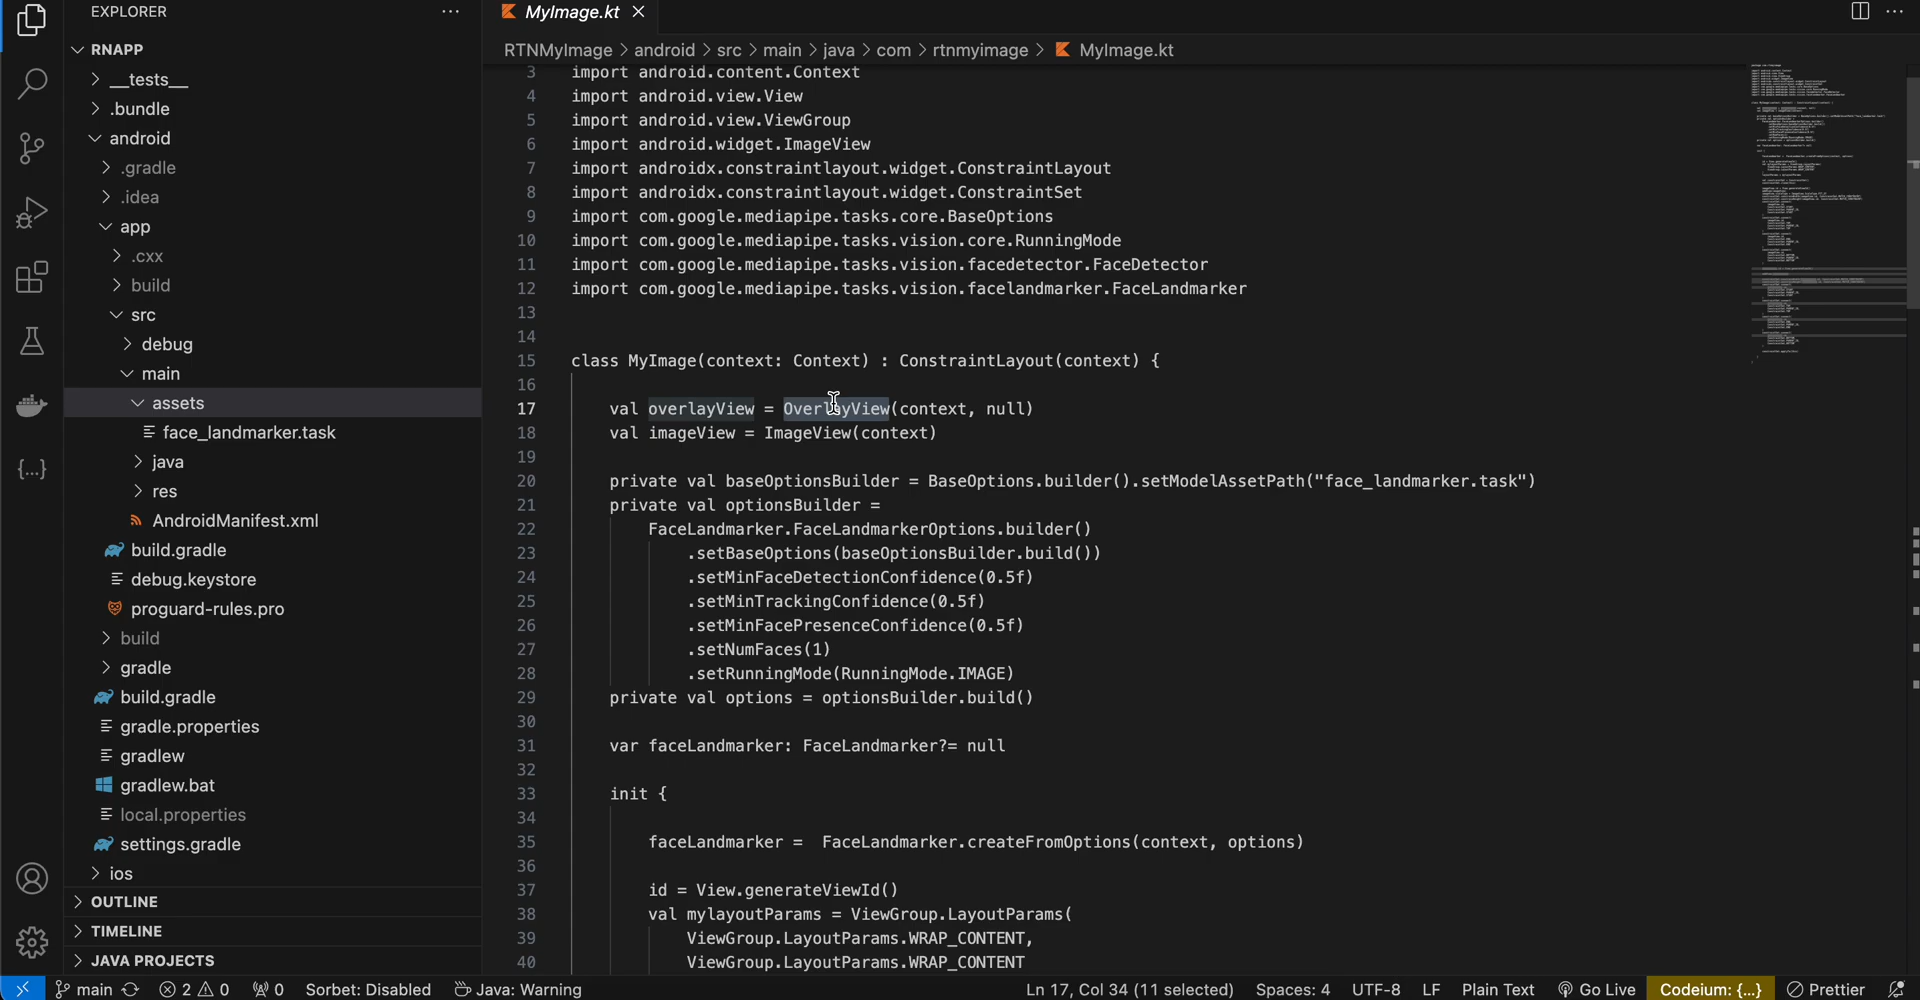 EXPLORER
RNAPP
__tests__
.bundle
android
.gradle
.idea
app
.cxx
build
src
debug
main
assets
face_landmarker.task
java
res
AndroidManifest.xml
build.gradle
debug.keystore
proguard-rules.pro
build
gradle
build.gradle
gradle.properties
gradlew
gradlew.bat
local.properties
settings.gradle
ios
OUTLINE
TIMELINE
JAVA PROJECTS
MyImage.kt
RTNMyImage > android > src > main > java > com > rtnmyimage > MyImage.kt
3 import android.content.Context
4 import android.view.View
5 import android.view.ViewGroup
6 import android.widget.ImageView
7 import androidx.constraintlayout.widget.ConstraintLayout
8 import androidx.constraintlayout.widget.ConstraintSet
9 import com.google.mediapipe.tasks.core.BaseOptions
10 import com.google.mediapipe.tasks.vision.core.RunningMode
11 import com.google.mediapipe.tasks.vision.facedetector.FaceDetector
12 import com.google.mediapipe.tasks.vision.facelandmarker.FaceLandmarker
13
14
15 class MyImage(context: Context) : ConstraintLayout(context) {
16
17 val overlayView = OverlayView(context, null)
18 val imageView = ImageView(context)
19
20 private val baseOptionsBuilder = BaseOptions.builder().setModelAssetPath("face_landmarker.task")
21 private val optionsBuilder =
22 FaceLandmarker.FaceLandmarkerOptions.builder()
23 .setBaseOptions(baseOptionsBuilder.build())
24 .setMinFaceDetectionConfidence(0.5f)
25 .setMinTrackingConfidence(0.5f)
26 .setMinFacePresenceConfidence(0.5f)
27 .setNumFaces(1)
28 .setRunningMode(RunningMode.IMAGE)
29 private val options = optionsBuilder.build()
30
31 var faceLandmarker: FaceLandmarker?= null
32
33 init {
34
35 faceLandmarker =  FaceLandmarker.createFromOptions(context, options)
36
37 id = View.generateViewId()
38 val mylayoutParams = ViewGroup.LayoutParams(
39 ViewGroup.LayoutParams.WRAP_CONTENT,
40 ViewGroup.LayoutParams.WRAP_CONTENT
main 2 0 0 Sorbet: Disabled Java: Warning Ln 17, Col 34 (11 selected) Spaces: 4 UTF-8 LF Plain Text Go Live Codeium: {...} Prettier